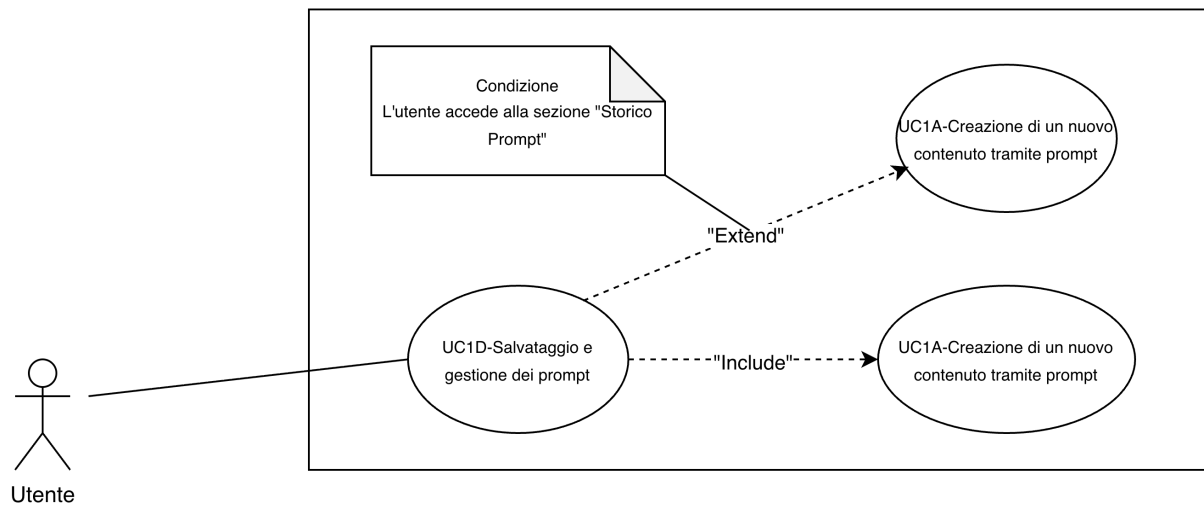 Condizione
L'utente accede alla sezione "Storico
Prompt"
UC1A-Creazione di un nuovo
contenuto tramite prompt
"Extend"
UC1D-Salvataggio e
gestione dei prompt
"Include"
UC1A-Creazione di un nuovo
contenuto tramite prompt
Utente